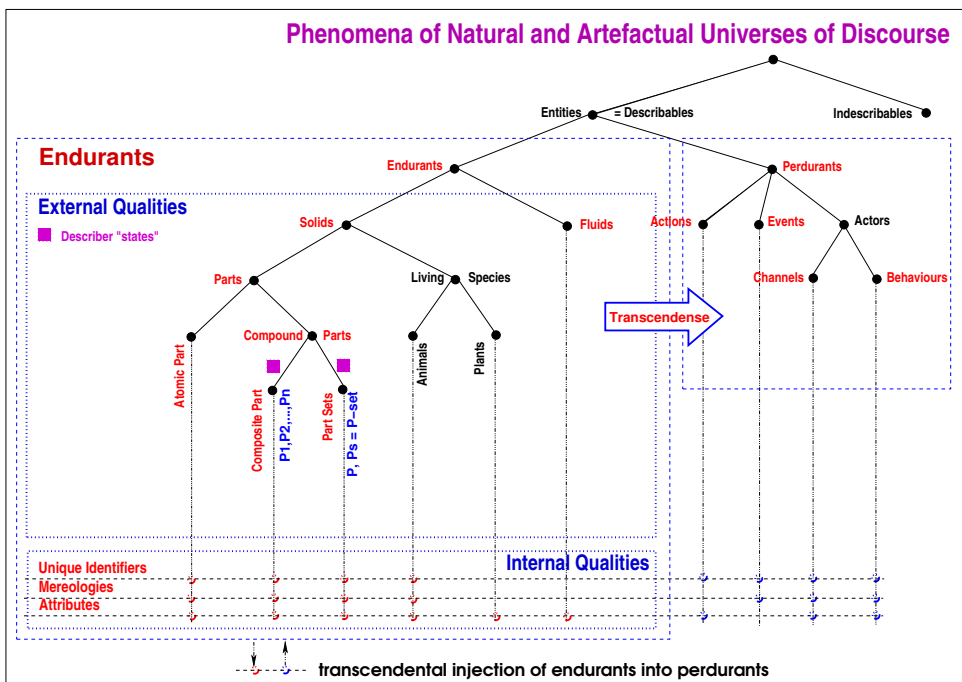 Phenomena of Natural and Artefactual Universes of Discourse
Entities = Describables
Indescribables
Endurants
Endurants
Perdurants
External Qualities
Describer "states"
Solids
Fluids
Actions
Events
Actors
Parts
Living Species
Channels
Behaviours
Transcendense
Compound Parts
Atomic Part
Animals
Plants
Composite Part
P1,P2,...,Pn
Part Sets
P, Ps = P-set
Internal Qualities
Unique Identifiers
Mereologies
Attributes
transcendental injection of endurants into perdurants